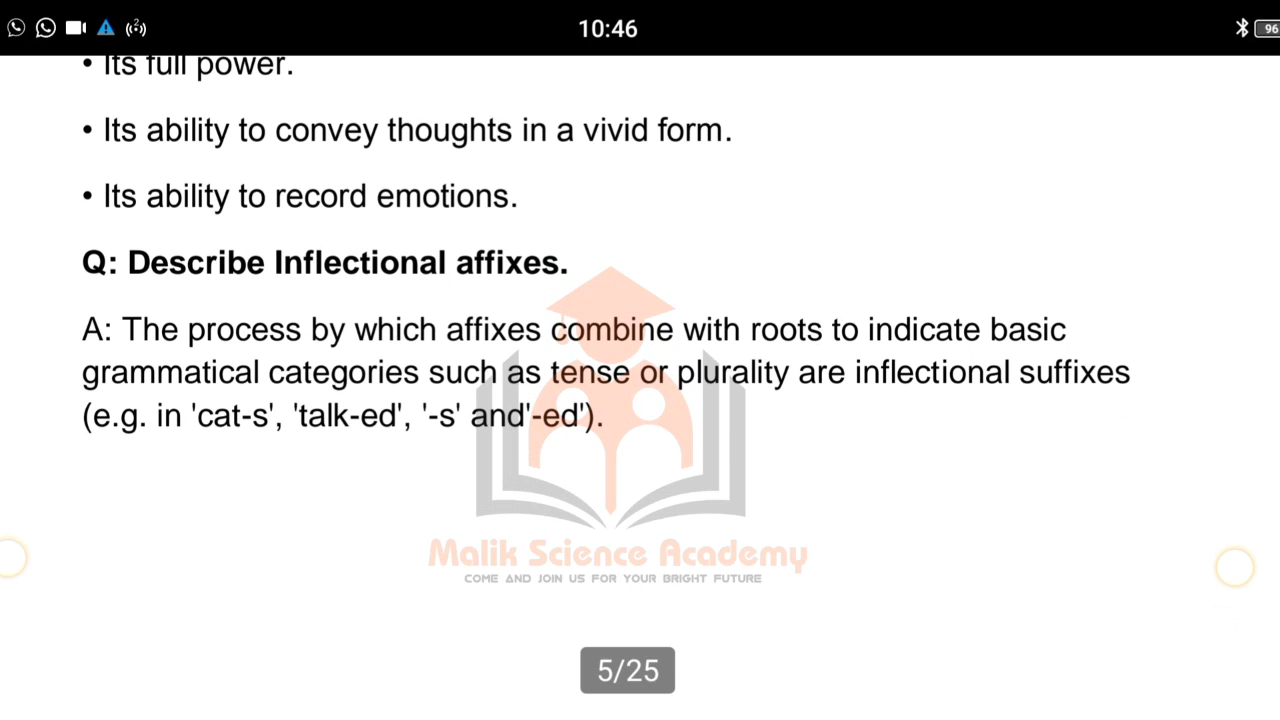 10:46
96
• Its full power.
• Its ability to convey thoughts in a vivid form.
• Its ability to record emotions.
Q: Describe Inflectional affixes.
A: The process by which affixes combine with roots to indicate basic
grammatical categories such as tense or plurality are inflectional suffixes
(e.g. in 'cat-s', 'talk-ed', '-s' and'-ed').
Malik Science Academy
COME AND JOIN US FOR YOUR BRIGHT FUTURE
5/25